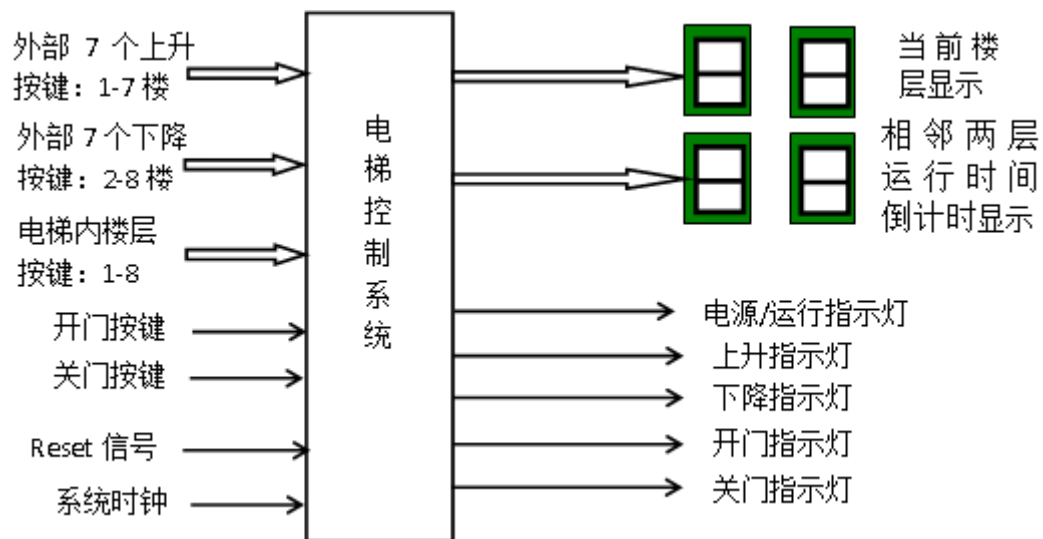 外部 7 个上升
按键：1-7 楼
外部 7 个下降
按键：2-8 楼
电梯内楼层
按键：1-8
开门按键
关门按键
Reset 信号
系统时钟
电梯控制系统
当前楼
层显示
相邻两层
运行时间
倒计时显示
电源/运行指示灯
上升指示灯
下降指示灯
开门指示灯
关门指示灯